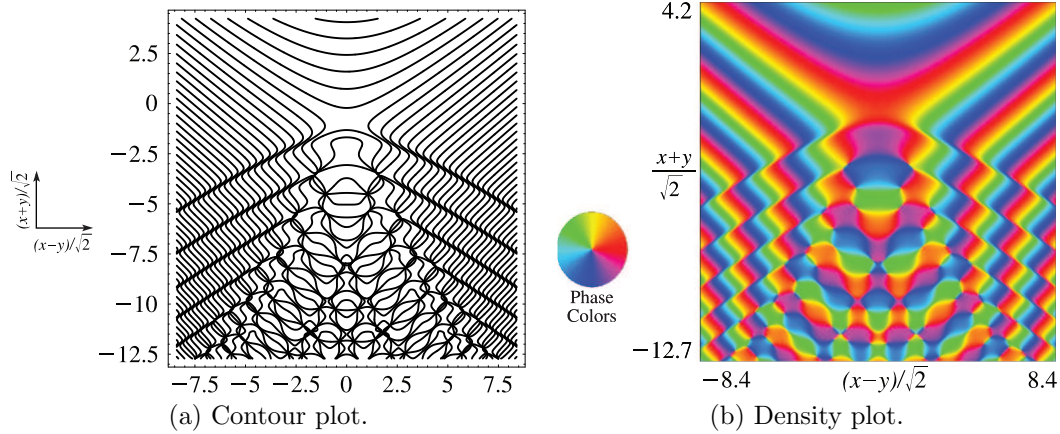 2.5
0
−2.5
−5
−7.5
−10
−12.5
−7.5 −5 −2.5 0 2.5 5 7.5
(x+y)/√2
(x−y)/√2
(a) Contour plot.
Phase
Colors
4.2
x+y
√2
−12.7
−8.4 (x−y)/√2 8.4
(b) Density plot.